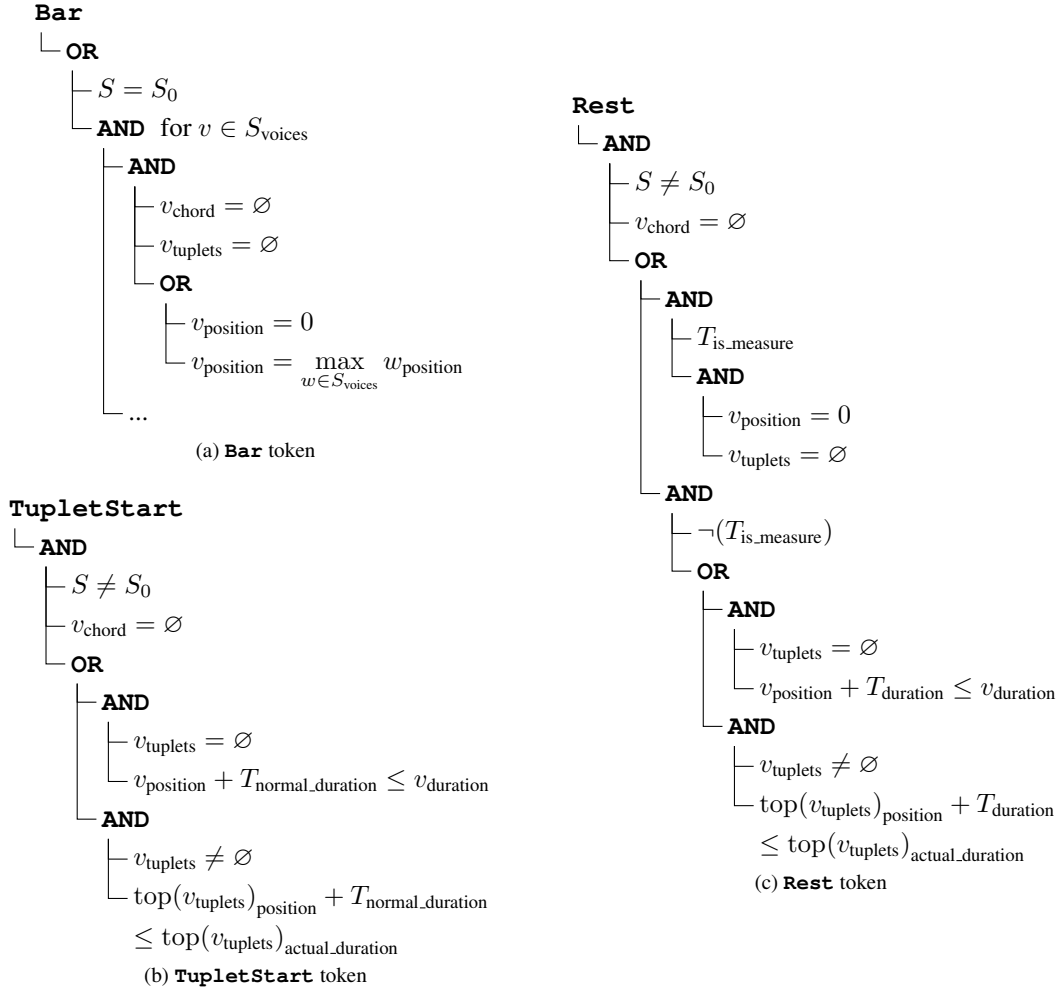 Bar
OR
S = S₀
AND for v ∈ S_voices
AND
v_chord = ∅
v_tuplets = ∅
OR
v_position = 0
v_position = max_{w∈S_voices} w_position
...
(a) Bar token
TupletStart
AND
S ≠ S₀
v_chord = ∅
OR
AND
v_tuplets = ∅
v_position + T_normal_duration ≤ v_duration
AND
v_tuplets ≠ ∅
top(v_tuplets)_position + T_normal_duration
≤ top(v_tuplets)_actual_duration
(b) TupletStart token
Rest
AND
S ≠ S₀
v_chord = ∅
OR
AND
T_is_measure
AND
v_position = 0
v_tuplets = ∅
AND
¬(T_is_measure)
OR
AND
v_tuplets = ∅
v_position + T_duration ≤ v_duration
AND
v_tuplets ≠ ∅
top(v_tuplets)_position + T_duration
≤ top(v_tuplets)_actual_duration
(c) Rest token